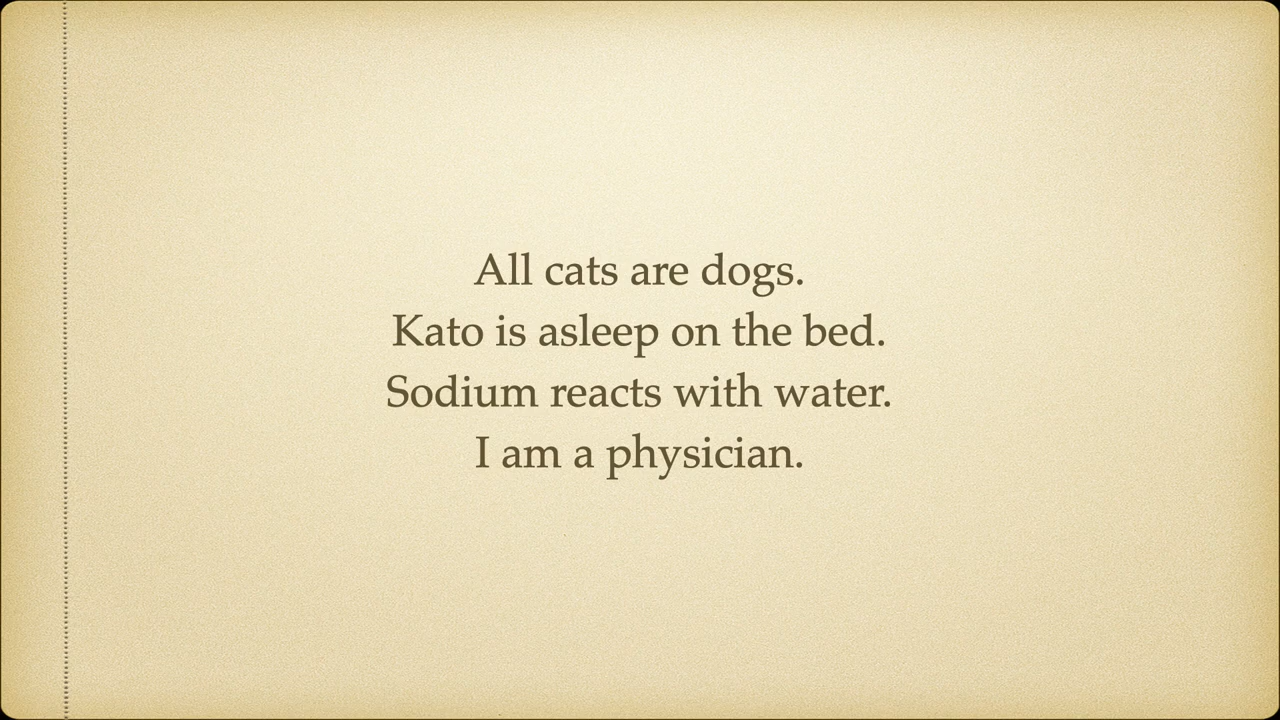 All cats are dogs.
Kato is asleep on the bed.
Sodium reacts with water.
I am a physician.